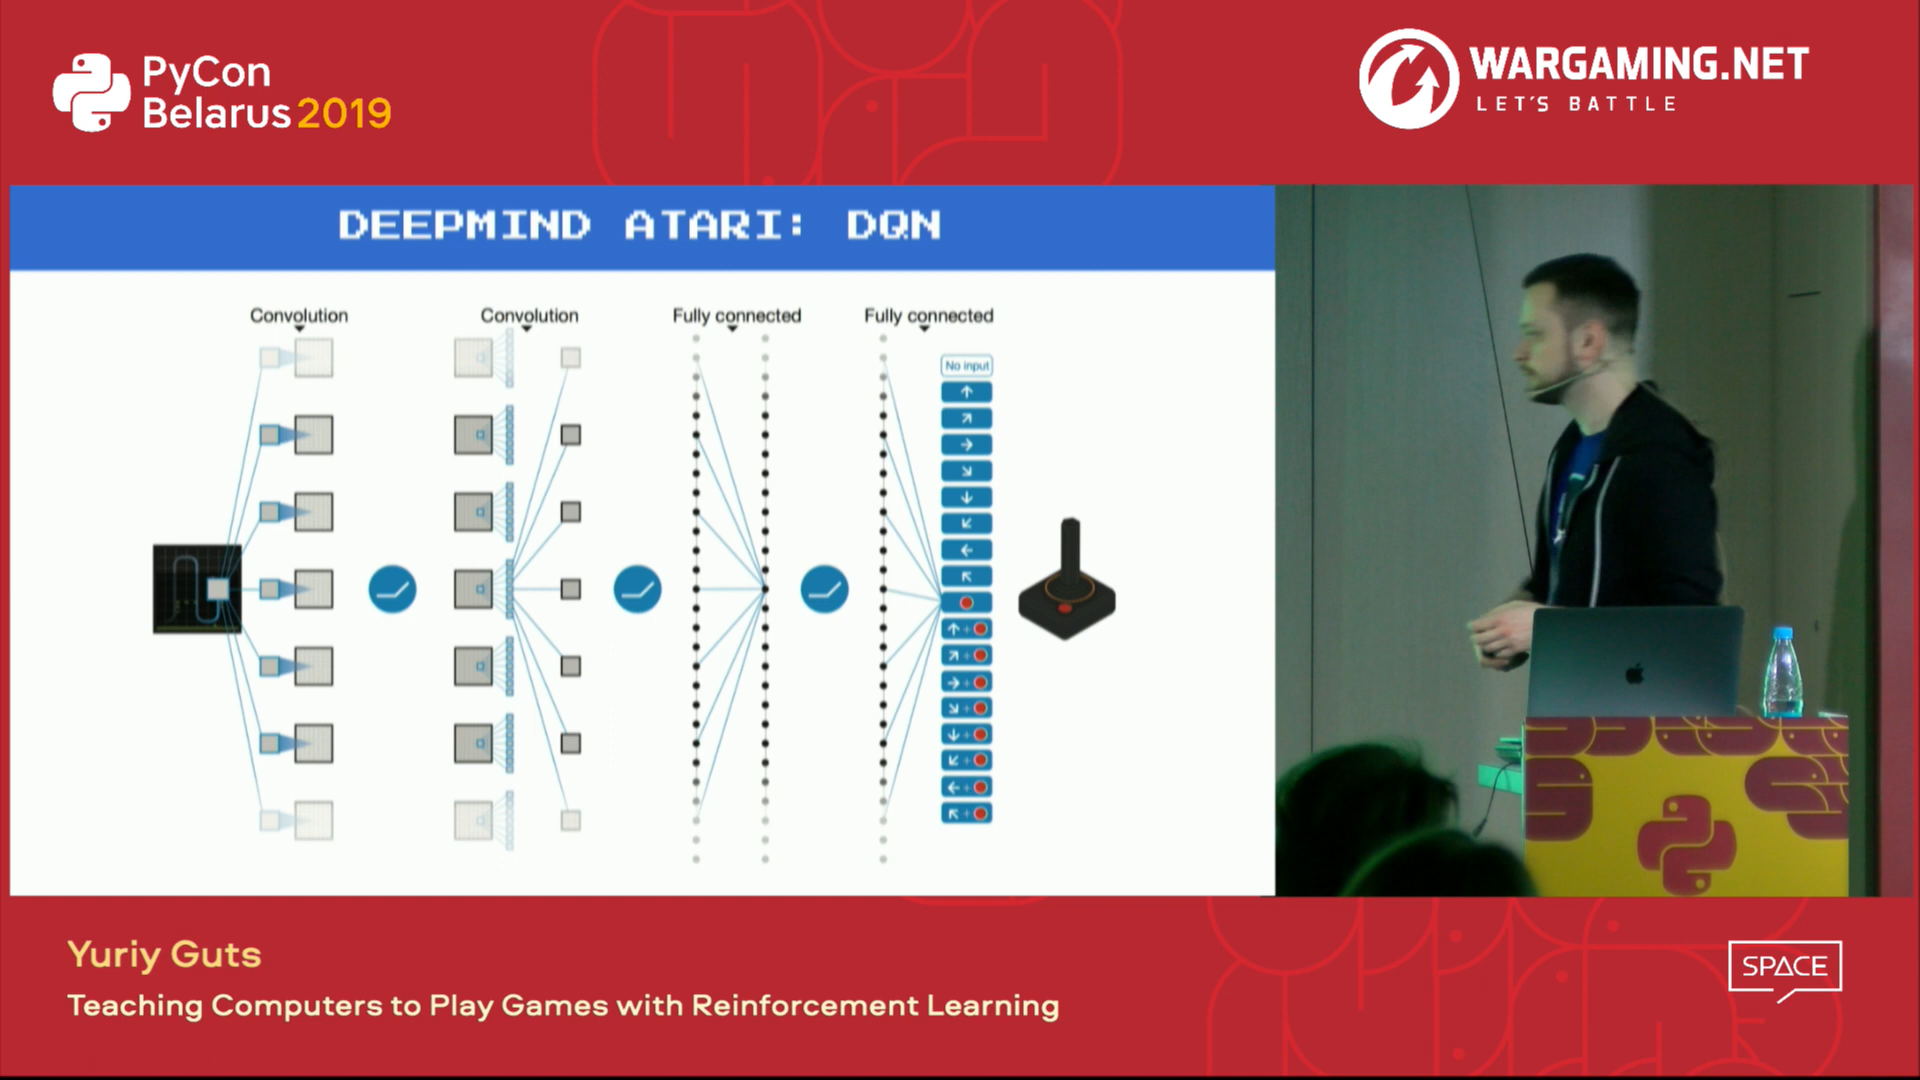 PyCon
Belarus 2019
WARGAMING.NET
LET'S BATTLE
DEEPMIND ATARI: DQN
Convolution
Convolution
Fully connected
Fully connected
No input
Yuriy Guts
Teaching Computers to Play Games with Reinforcement Learning
SPACE